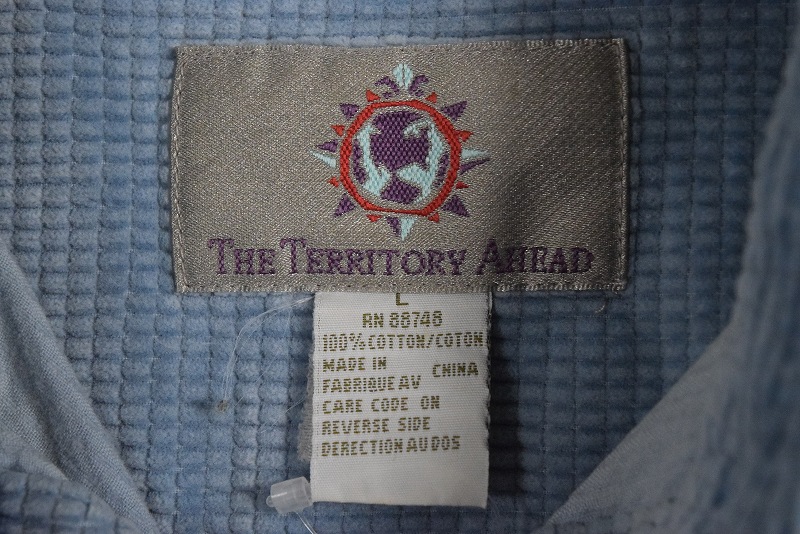 THE TERRITORY AHEAD
L
RN 88748
100%COTTON/COTON
MADE IN CHINA
FABRIQUE AV
CARE CODE ON
REVERSE SIDE
DERECTION AU DOS